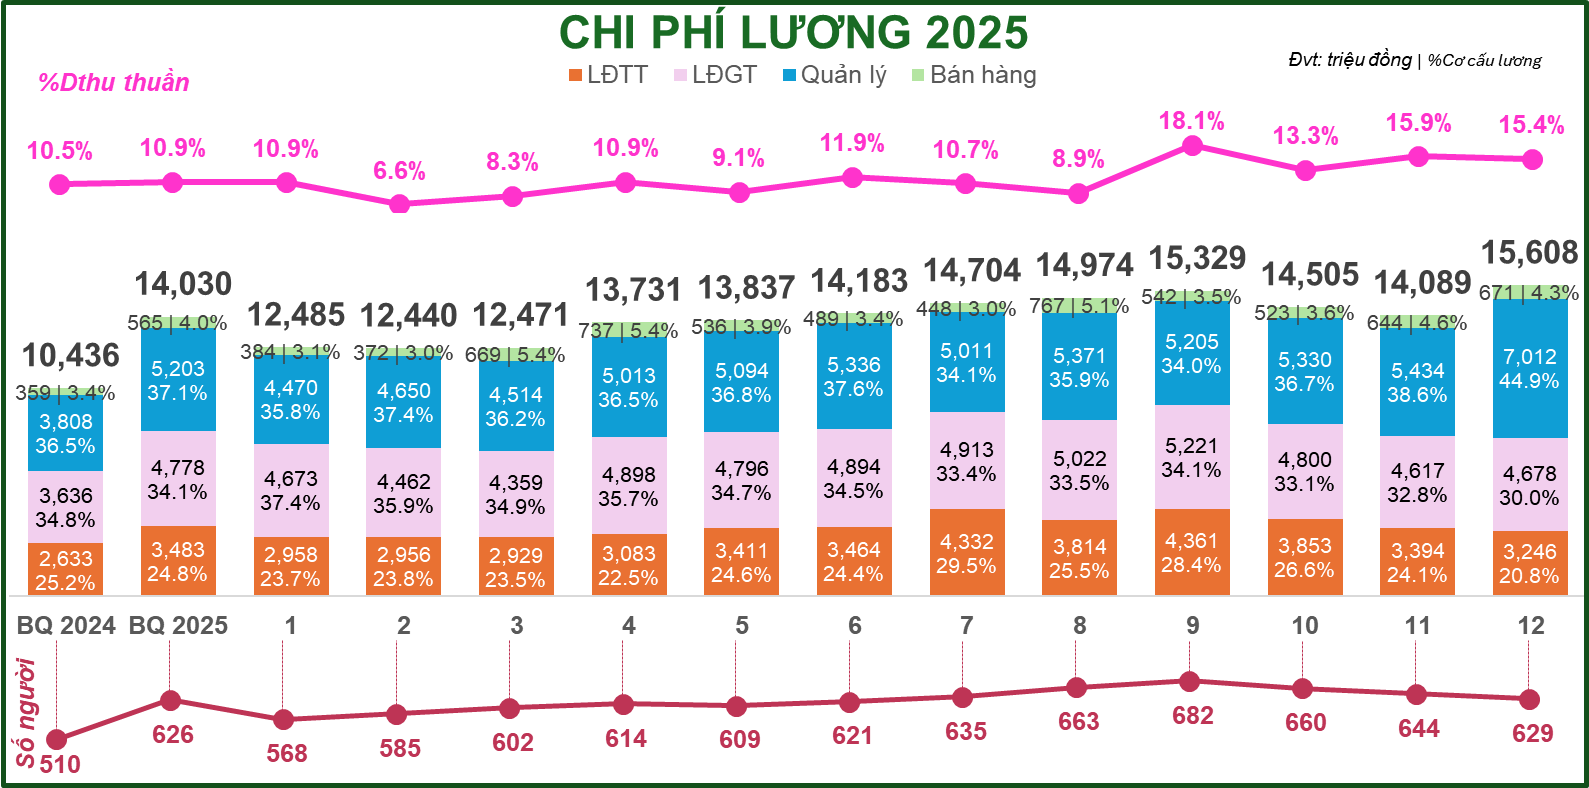 CHI PHÍ LƯƠNG 2025
LĐTT LĐGT Quản lý Bán hàng
Đvt: triệu đồng | %Cơ cấu lương
%Dthu thuần
10.5% 10.9% 10.9% 6.6% 8.3% 10.9% 9.1% 11.9% 10.7% 8.9% 18.1% 13.3% 15.9% 15.4%
10,436 14,030 12,485 12,440 12,471 13,731 13,837 14,183 14,704 14,974 15,329 14,505 14,089 15,608
359 | 3.4% 565 | 4.0% 384 | 3.1% 372 | 3.0% 669 | 5.4% 737 | 5.4% 536 | 3.9% 489 | 3.4% 448 | 3.0% 767 | 5.1% 542 | 3.5% 523 | 3.6% 644 | 4.6% 671 | 4.3%
3,808 5,203 4,470 4,650 4,514 5,013 5,094 5,336 5,011 5,371 5,205 5,330 5,434 7,012
36.5% 37.1% 35.8% 37.4% 36.2% 36.5% 36.8% 37.6% 34.1% 35.9% 34.0% 36.7% 38.6% 44.9%
3,636 4,778 4,673 4,462 4,359 4,898 4,796 4,894 4,913 5,022 5,221 4,800 4,617 4,678
34.8% 34.1% 37.4% 35.9% 34.9% 35.7% 34.7% 34.5% 33.4% 33.5% 34.1% 33.1% 32.8% 30.0%
2,633 3,483 2,958 2,956 2,929 3,083 3,411 3,464 4,332 3,814 4,361 3,853 3,394 3,246
25.2% 24.8% 23.7% 23.8% 23.5% 22.5% 24.6% 24.4% 29.5% 25.5% 28.4% 26.6% 24.1% 20.8%
BQ 2024 BQ 2025 1 2 3 4 5 6 7 8 9 10 11 12
Số người
510 626 568 585 602 614 609 621 635 663 682 660 644 629